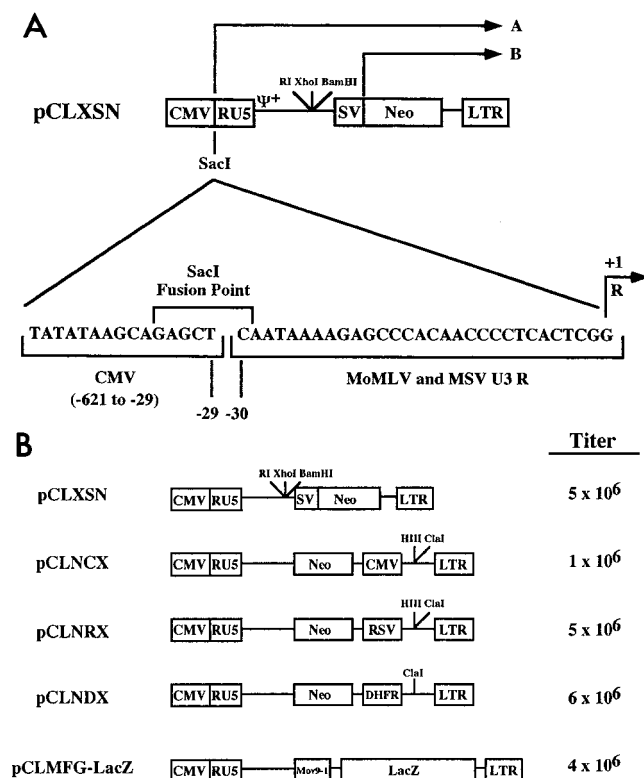 A
A
B
RI XhoI BamHI
Ψ+
pCLXSN
CMV RU5 SV Neo LTR
SacI
SacI
Fusion Point
+1
R
TATATAAGCAGAGCT CAATAAAAGAGCCCACAACCCCTCACTCGG
CMV
(-621 to -29)
-29 -30
MoMLV and MSV U3 R
B
Titer
RI XhoI BamHI
pCLXSN CMV RU5 SV Neo LTR 5 x 10⁶
HIII ClaI
pCLNCX CMV RU5 Neo CMV LTR 1 x 10⁶
HIII ClaI
pCLNRX CMV RU5 Neo RSV LTR 5 x 10⁶
ClaI
pCLNDX CMV RU5 Neo DHFR LTR 6 x 10⁶
pCLMFG-LacZ CMV RU5 Mov9-1 LacZ LTR 4 x 10⁶